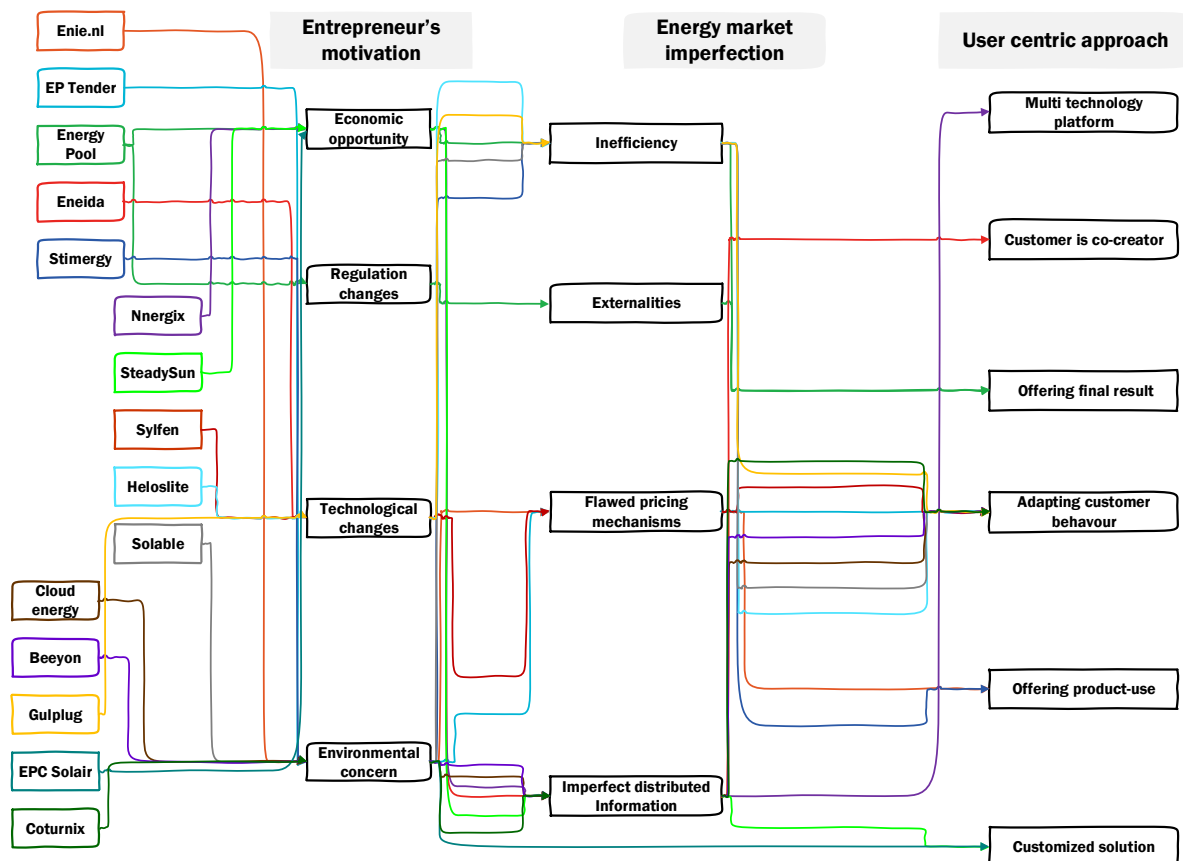 Entrepreneur's
motivation
Energy market
imperfection
User centric approach
Enie.nl
EP Tender
Energy
Pool
Eneida
Stimergy
Nnergix
SteadySun
Sylfen
Heloslite
Solable
Cloud
energy
Beeyon
Gulplug
EPC Solair
Coturnix
Economic
opportunity
Regulation
changes
Technological
changes
Environmental
concern
Inefficiency
Externalities
Flawed pricing
mechanisms
Imperfect distributed
Information
Multi technology
platform
Customer is co-creator
Offering final result
Adapting customer
behavour
Offering product-use
Customized solution